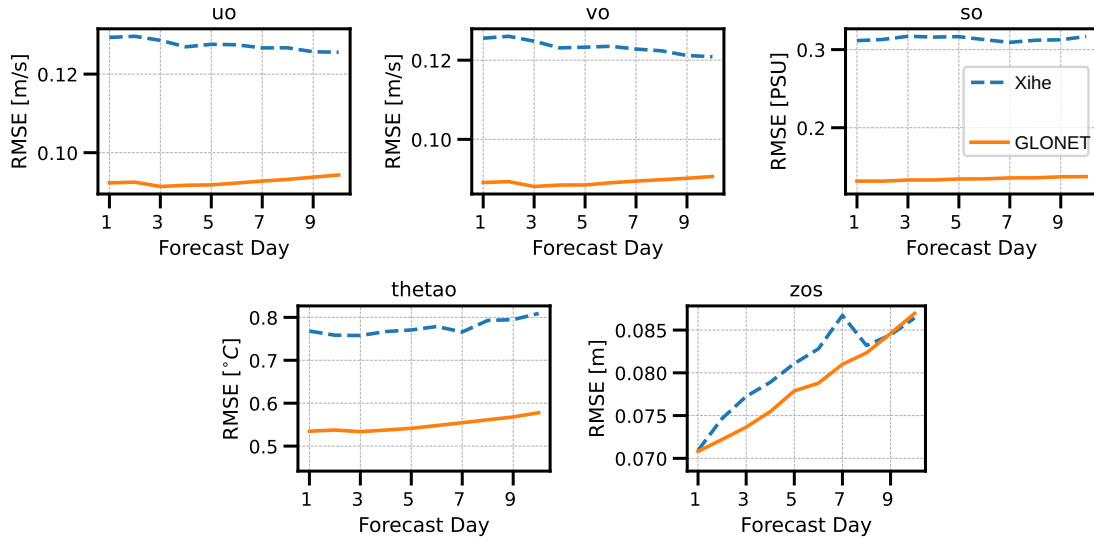 uo
RMSE [m/s]
0.12
0.10
1 3 5 7 9
Forecast Day
vo
RMSE [m/s]
0.12
0.10
1 3 5 7 9
Forecast Day
so
RMSE [PSU]
0.3
0.2
Xihe
GLONET
1 3 5 7 9
Forecast Day
thetao
RMSE [°C]
0.8
0.7
0.6
0.5
1 3 5 7 9
Forecast Day
zos
RMSE [m]
0.085
0.080
0.075
0.070
1 3 5 7 9
Forecast Day